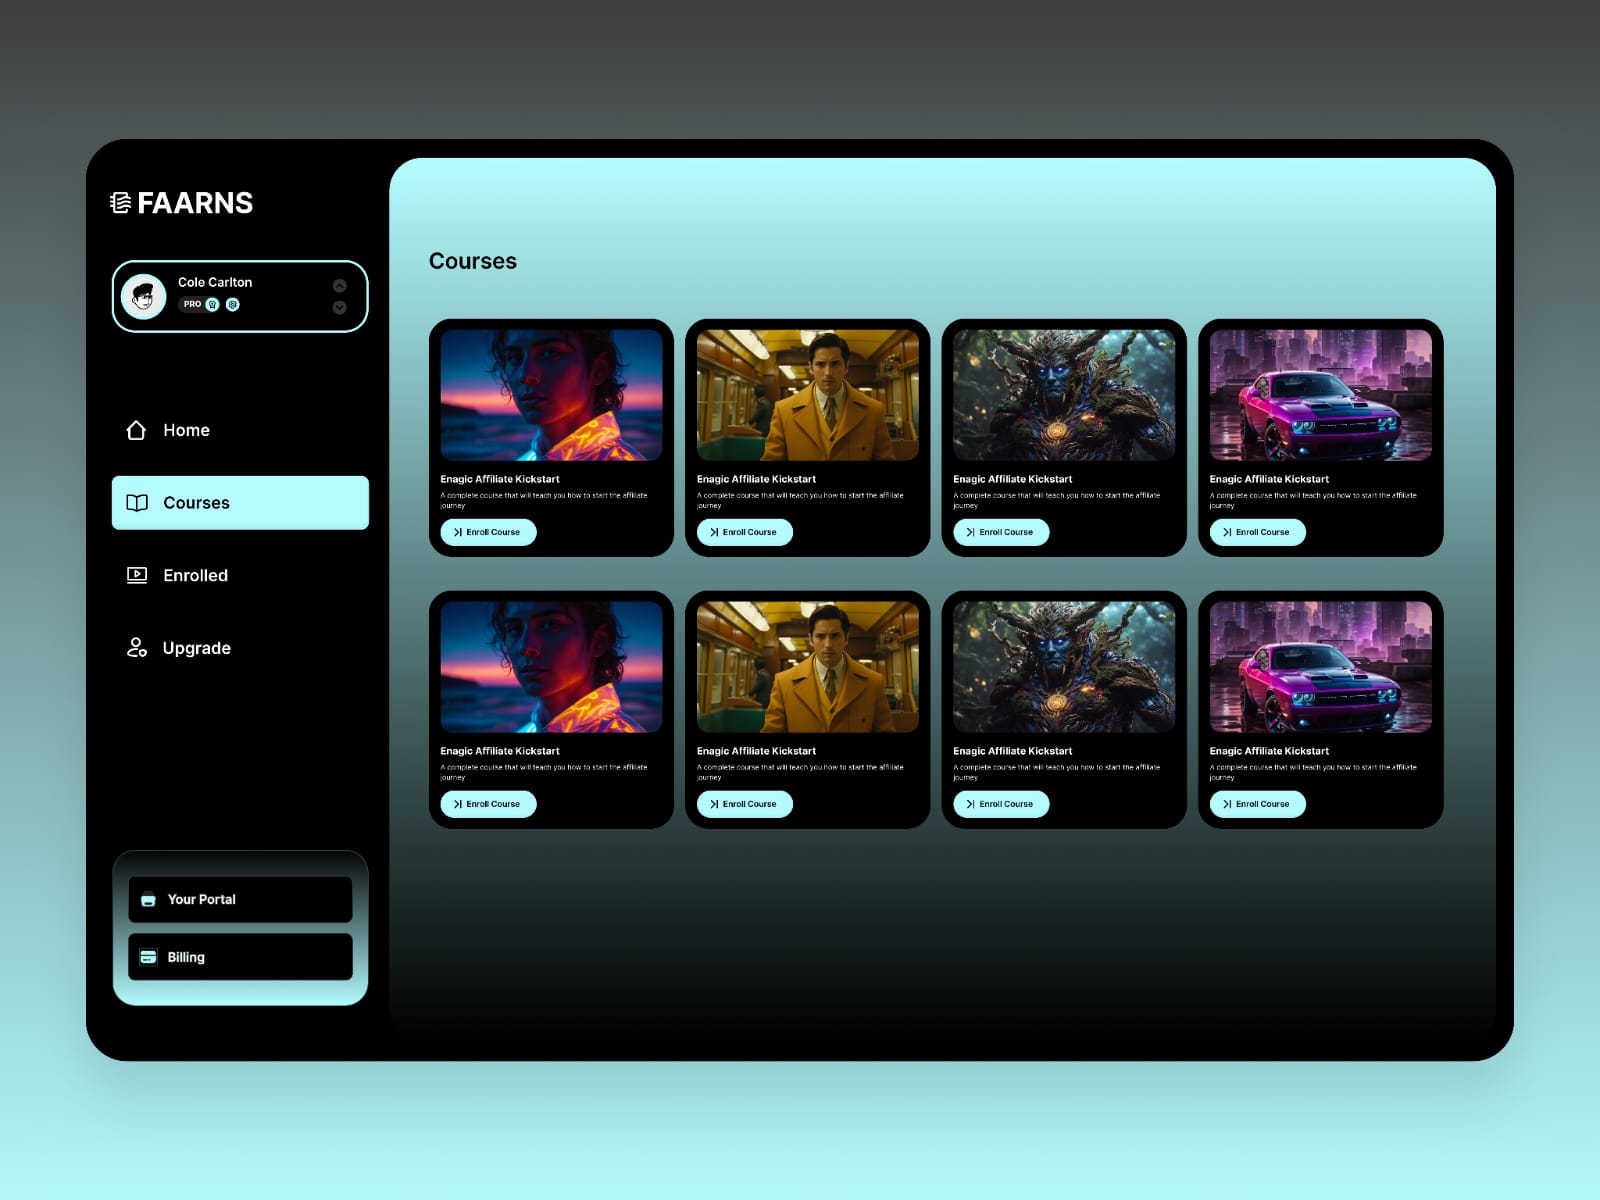 FAARNS
Cole Carlton
PRO
Home
Courses
Enrolled
Upgrade
Your Portal
Billing
Courses
Enagic Affiliate Kickstart
A complete course that will teach you how to start the affiliate
journey
Enroll Course
Enagic Affiliate Kickstart
A complete course that will teach you how to start the affiliate
journey
Enroll Course
Enagic Affiliate Kickstart
A complete course that will teach you how to start the affiliate
journey
Enroll Course
Enagic Affiliate Kickstart
A complete course that will teach you how to start the affiliate
journey
Enroll Course
Enagic Affiliate Kickstart
A complete course that will teach you how to start the affiliate
journey
Enroll Course
Enagic Affiliate Kickstart
A complete course that will teach you how to start the affiliate
journey
Enroll Course
Enagic Affiliate Kickstart
A complete course that will teach you how to start the affiliate
journey
Enroll Course
Enagic Affiliate Kickstart
A complete course that will teach you how to start the affiliate
journey
Enroll Course